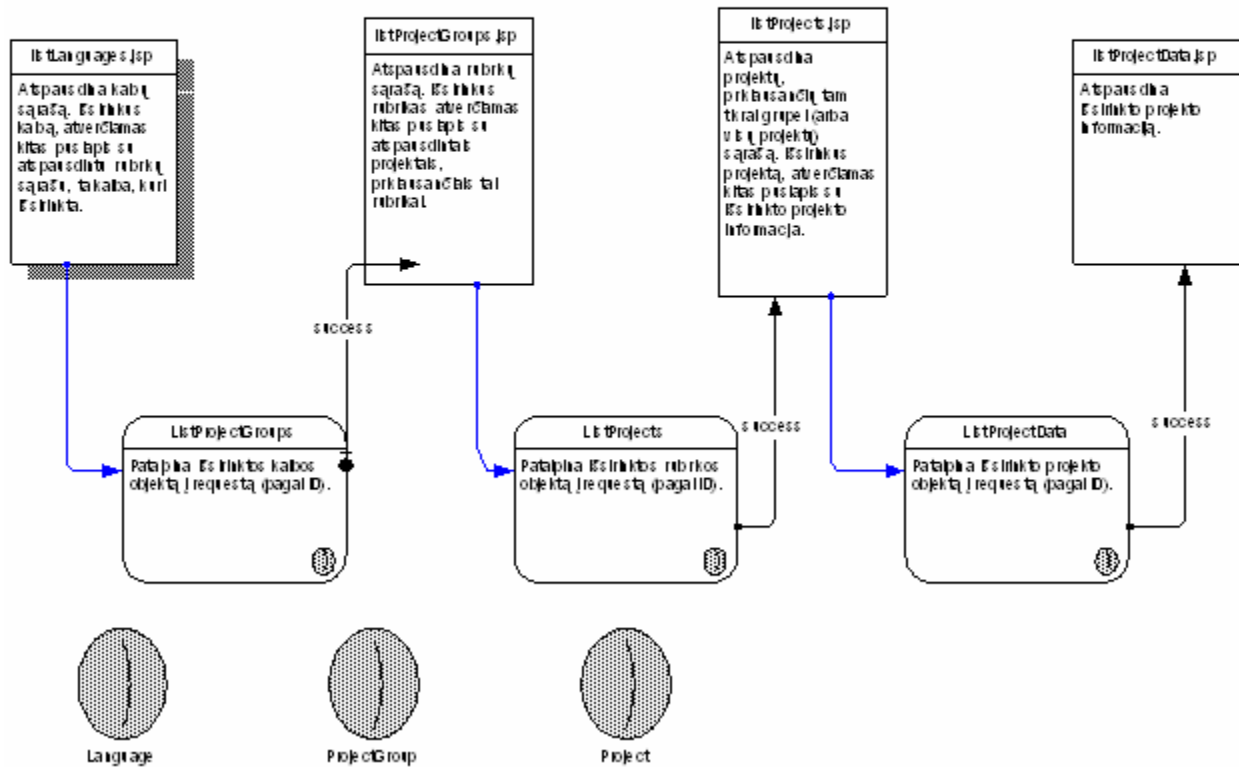 listLanguages.jsp
Atspausdina kalbų
sąrašą. Išsirinkus
kalbą, atverčiamas
kitas puslapis su
atspausdintu rubrikų
sąrašu, ta kalba, kuri
išsirinkta.
listProjectGroups.jsp
Atspausdina rubrikų
sąrašą. Išsirinkus
rubrikas atverčiamas
kitas puslapis su
atspausdintais
projektais,
priklausančiais tai
rubrikai.
listProjects.jsp
Atspausdina
projektų,
priklausančių tam
tikrai grupei (arba
visų projektų)
sąrašą. Išsirinkus
projektą, atverčiamas
kitas puslapis su
išsirinkto projekto
informacija.
listProjectData.jsp
Atspausdina
išsirinkto projekto
informaciją.
success
success
success
ListProjectGroups
Patalpina išsirinktos kalbos
objektą į requestą (pagal ID).
ListProjects
Patalpina išsirinktos rubrikos
objektą į requestą (pagal ID).
ListProjectData
Patalpina išsirinkto projekto
objektą į requestą (pagal ID).
Language
ProjectGroup
Project